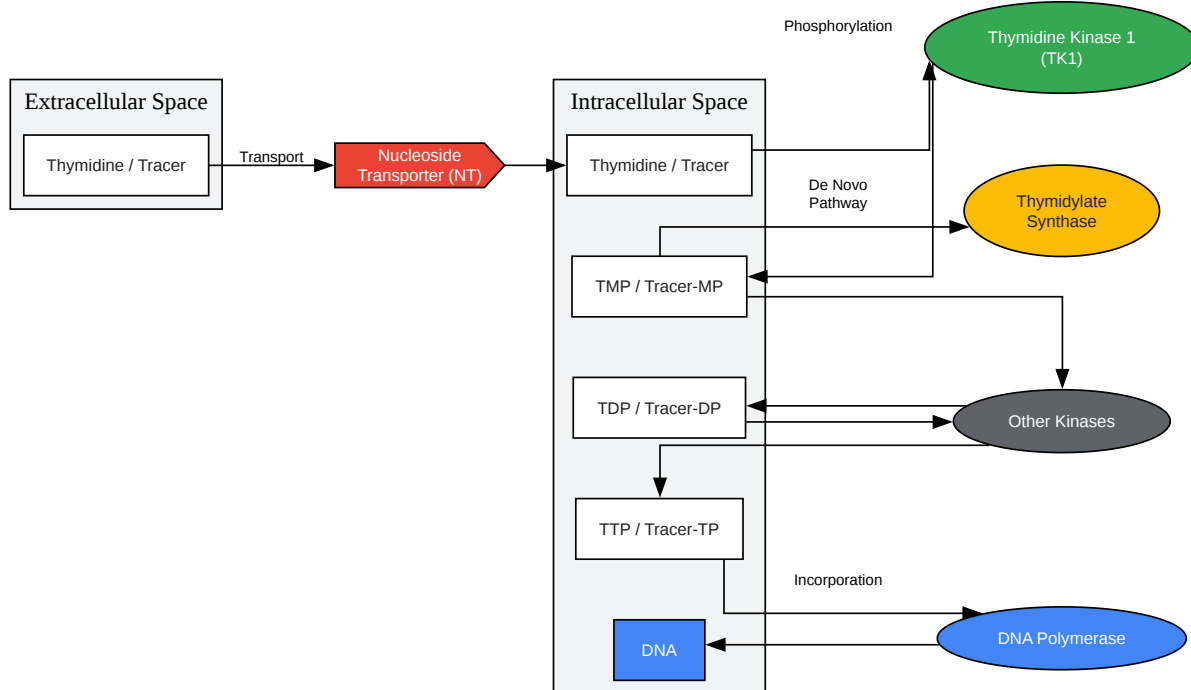 Phosphorylation
Thymidine Kinase 1
(TK1)
Extracellular Space
Intracellular Space
Thymidine / Tracer
Transport
Nucleoside
Transporter (NT)
Thymidine / Tracer
De Novo
Pathway
Thymidylate
Synthase
TMP / Tracer-MP
TDP / Tracer-DP
Other Kinases
TTP / Tracer-TP
Incorporation
DNA
DNA Polymerase